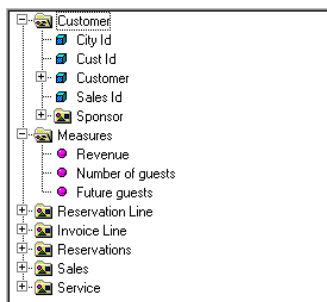 Customer
City Id
Cust Id
Customer
Sales Id
Sponsor
Measures
Revenue
Number of guests
Future guests
Reservation Line
Invoice Line
Reservations
Sales
Service